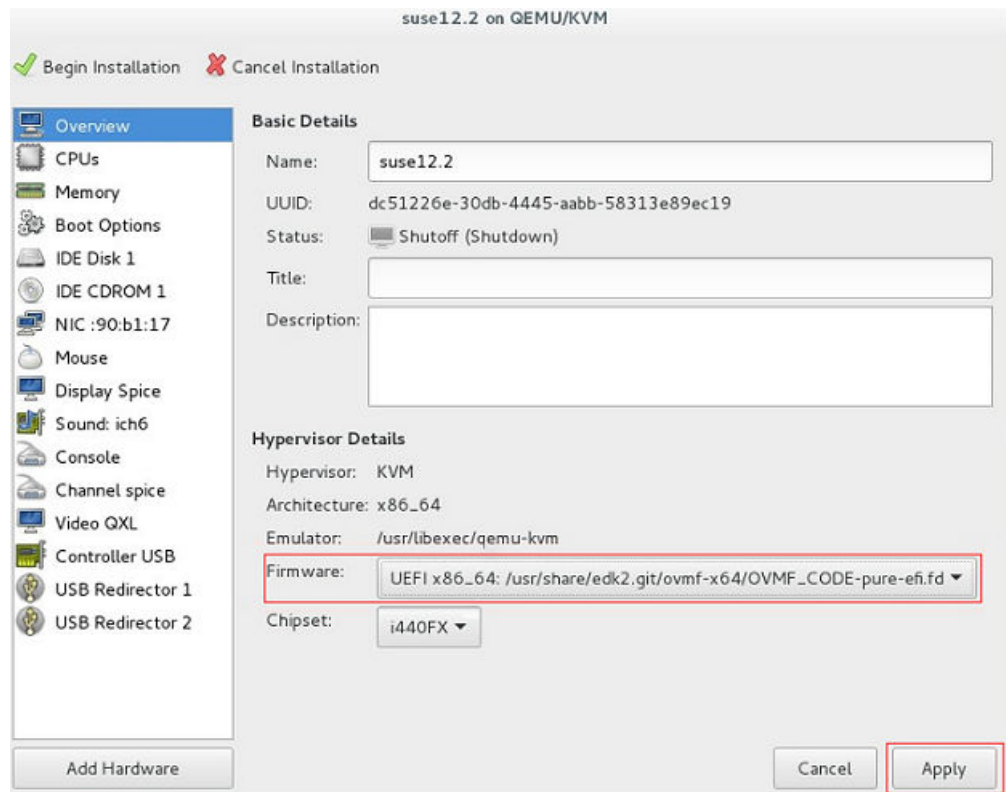 suse12.2 on QEMU/KVM
Begin Installation Cancel Installation
Overview
CPUs
Memory
Boot Options
IDE Disk 1
IDE CDROM 1
NIC :90:b1:17
Mouse
Display Spice
Sound: ich6
Console
Channel spice
Video QXL
Controller USB
USB Redirector 1
USB Redirector 2
Add Hardware
Basic Details
Name: suse12.2
UUID: dc51226e-30db-4445-aabb-58313e89ec19
Status: Shutoff (Shutdown)
Title:
Description:
Hypervisor Details
Hypervisor: KVM
Architecture: x86_64
Emulator: /usr/libexec/qemu-kvm
Firmware: UEFI x86_64: /usr/share/edk2.git/ovmf-x64/OVMF_CODE-pure-efi.fd
Chipset: i440FX
Cancel Apply